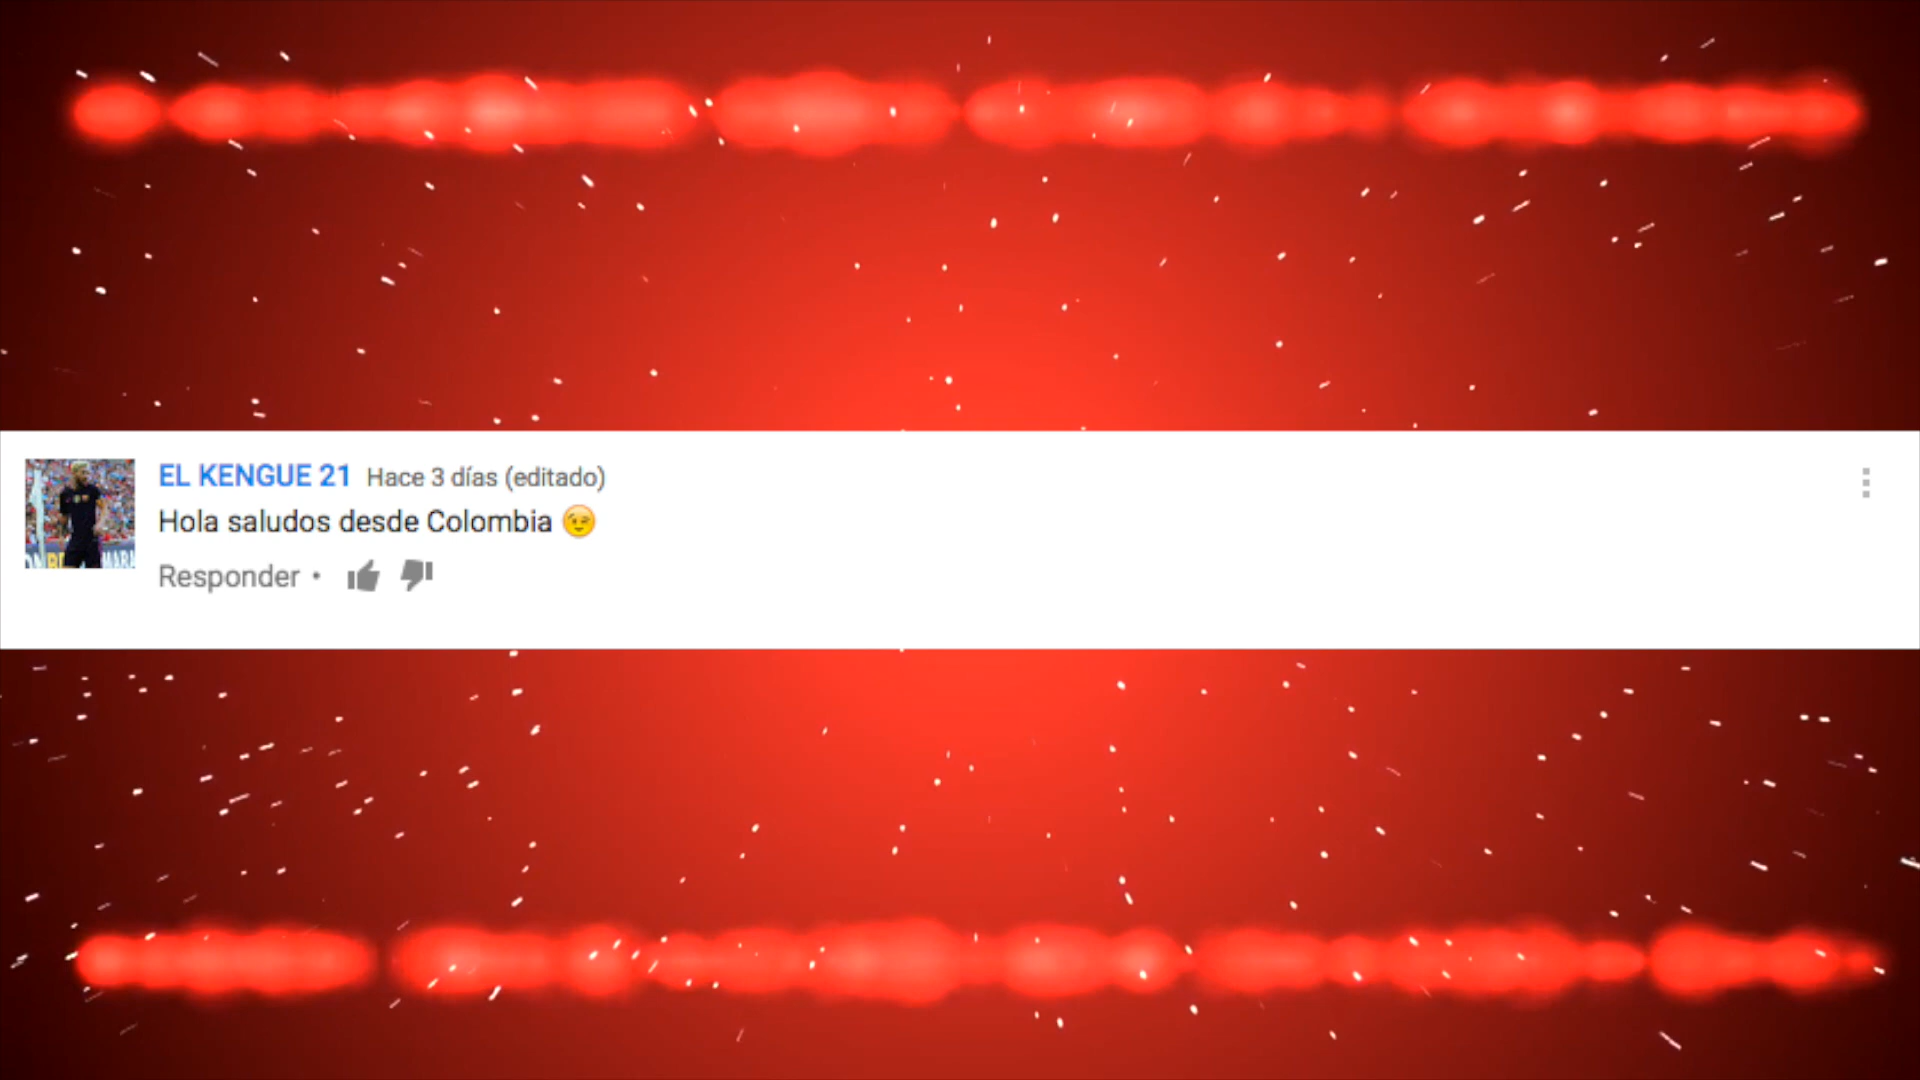 EL KENGUE 21 Hace 3 días (editado)
Hola saludos desde Colombia 😉
Responder •